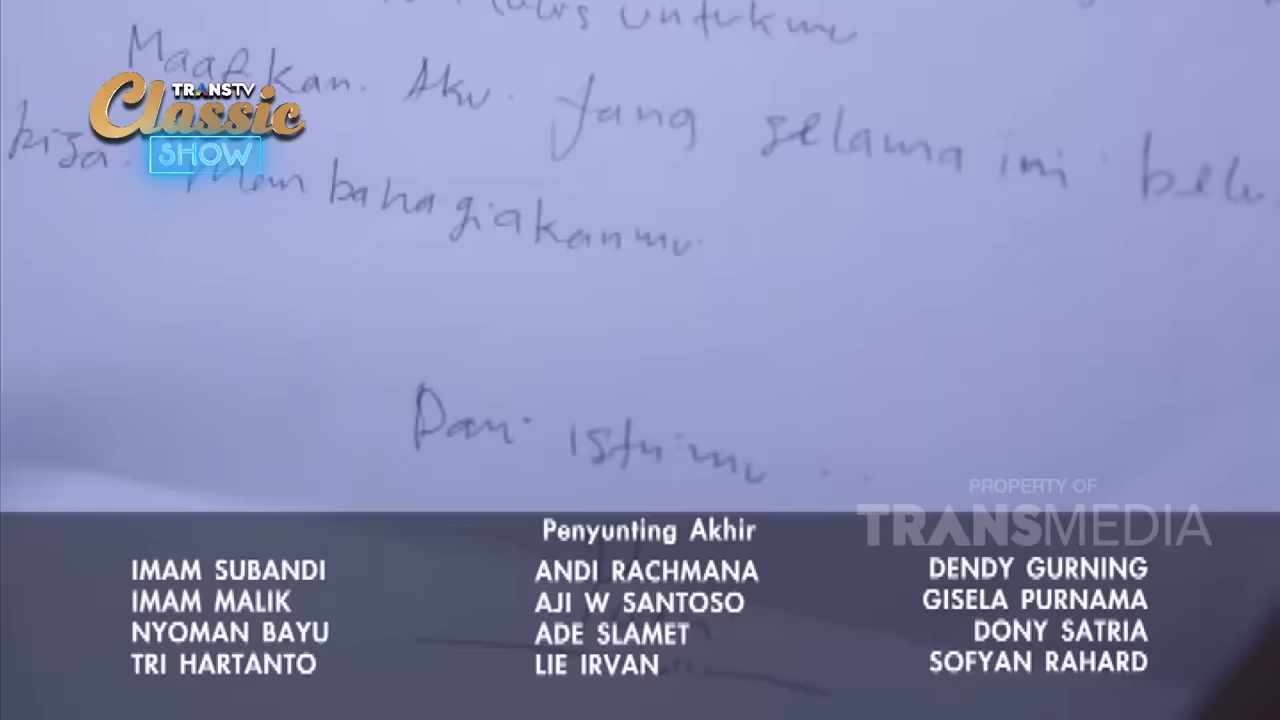 untukmu
Maafkan. Aku. yang selama ini belu
bisa. Membahagiakanmu.
Dari istrimu ...
TRANSTV
Classic
SHOW
PROPERTY OF
TRANSMEDIA
Penyunting Akhir
IMAM SUBANDI ANDI RACHMANA DENDY GURNING
IMAM MALIK AJI W SANTOSO GISELA PURNAMA
NYOMAN BAYU ADE SLAMET DONY SATRIA
TRI HARTANTO LIE IRVAN SOFYAN RAHARD